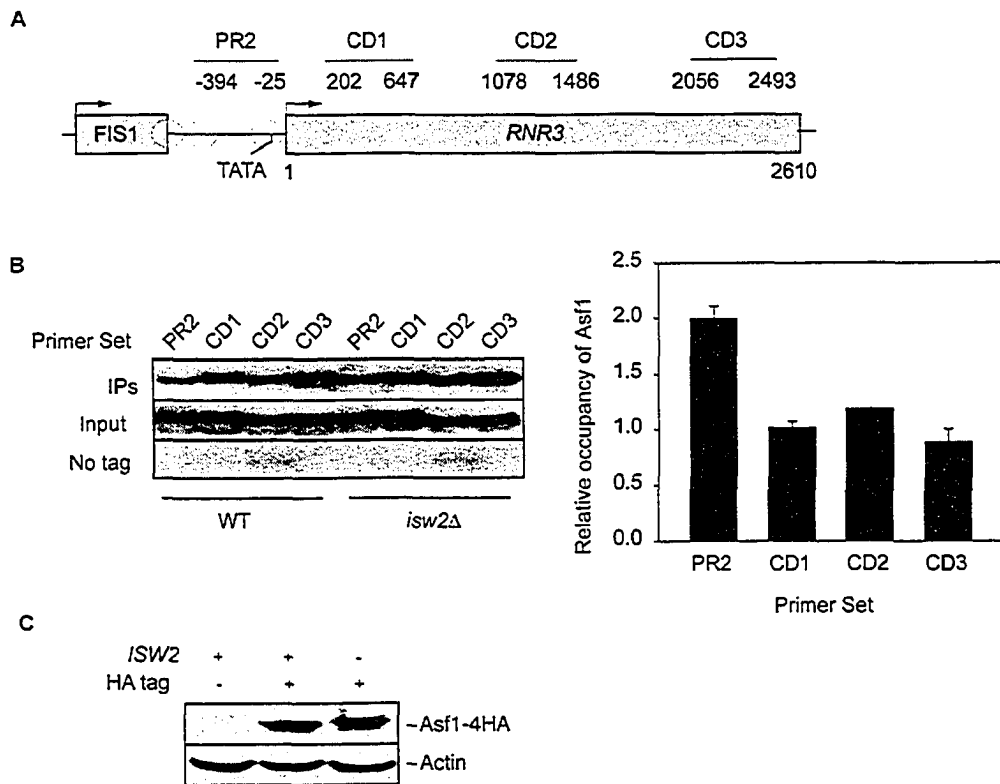 A
PR2 CD1 CD2 CD3
-394 -25 202 647 1078 1486 2056 2493
FIS1 RNR3
TATA 1 2610
B
Primer Set PR2 CD1 CD2 CD3 PR2 CD1 CD2 CD3
IPs
Input
No tag
WT isw2Δ
Relative occupancy of Asf1
2.5
2.0
1.5
1.0
0.5
0.0
PR2 CD1 CD2 CD3
Primer Set
C
ISW2 + + -
HA tag - + +
-Asf1-4HA
-Actin